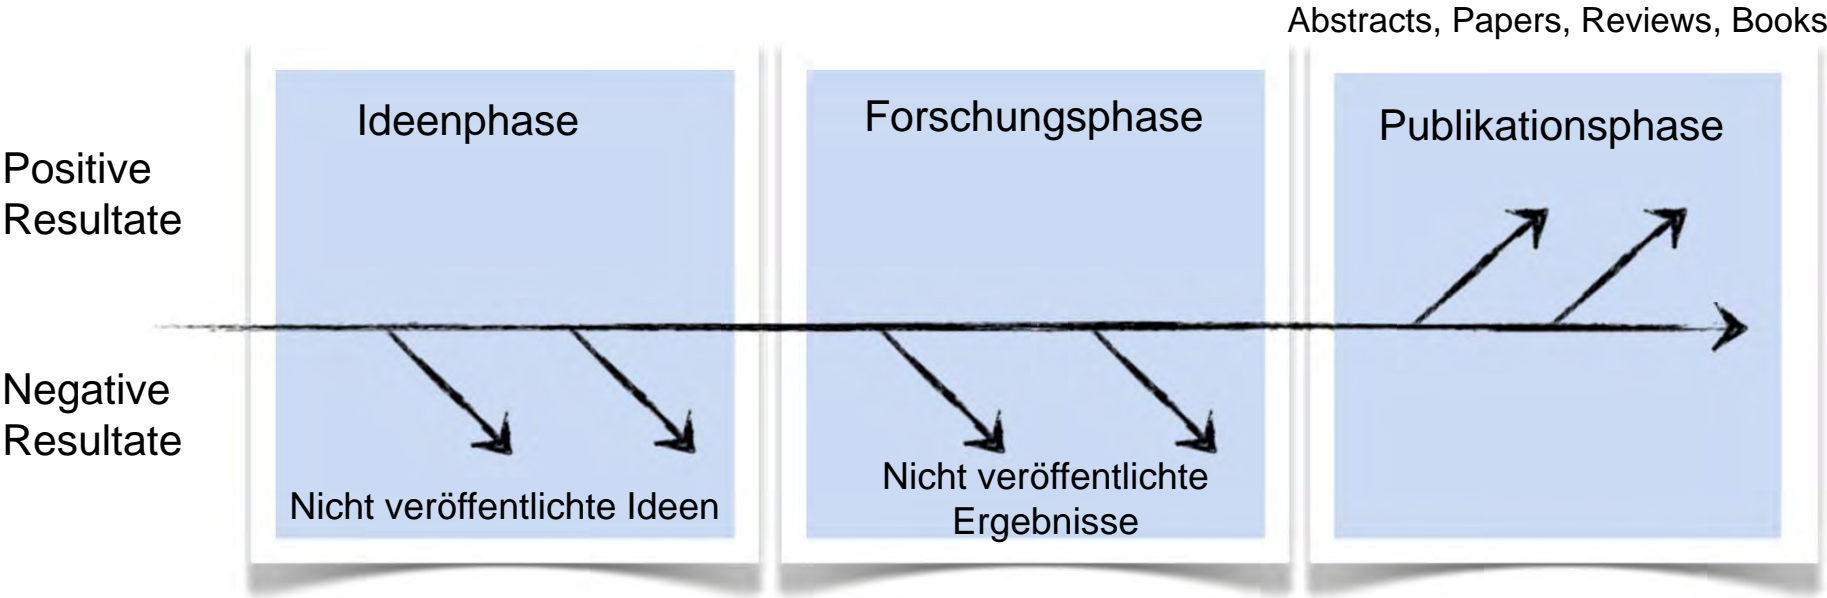 Abstracts, Papers, Reviews, Books
Ideenphase
Forschungsphase
Publikationsphase
Positive
Resultate
Negative
Resultate
Nicht veröffentlichte Ideen
Nicht veröffentlichte
Ergebnisse